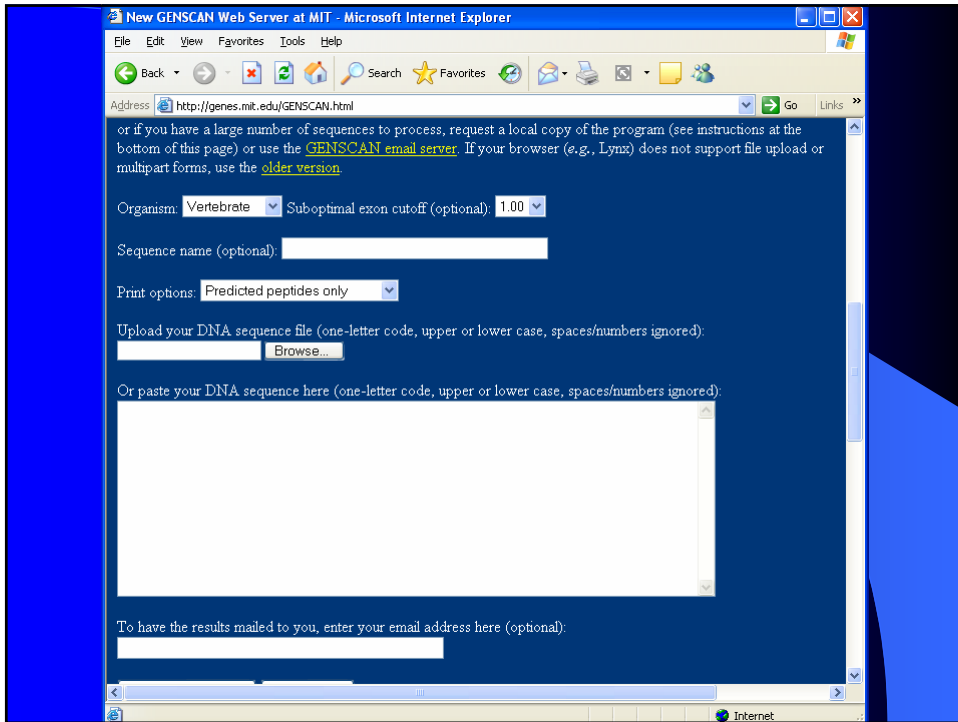 New GENSCAN Web Server at MIT - Microsoft Internet Explorer
File Edit View Favorites Tools Help
Back Search Favorites
Address http://genes.mit.edu/GENSCAN.html Go Links »
or if you have a large number of sequences to process, request a local copy of the program (see instructions at the
bottom of this page) or use the GENSCAN email server. If your browser (e.g., Lynx) does not support file upload or
multipart forms, use the older version.
Organism: Vertebrate Suboptimal exon cutoff (optional): 1.00
Sequence name (optional):
Print options: Predicted peptides only
Upload your DNA sequence file (one-letter code, upper or lower case, spaces/numbers ignored):
Browse...
Or paste your DNA sequence here (one-letter code, upper or lower case, spaces/numbers ignored):
To have the results mailed to you, enter your email address here (optional):
Internet